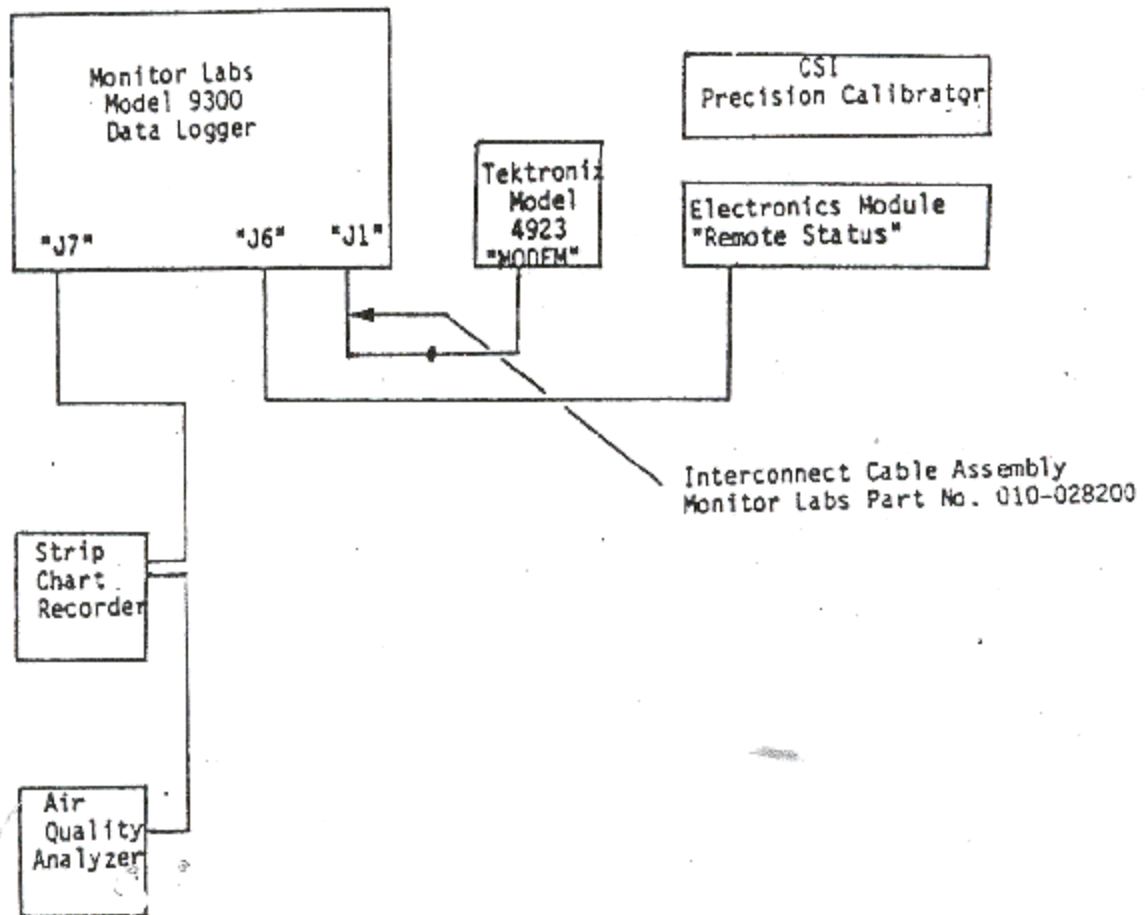 Monitor Labs
Model 9300
Data Logger
"J7"
"J6"
"J1"
Tektronix
Model
4923
"MODEM"
CSI
Precision Calibrator
Electronics Module
"Remote Status"
Interconnect Cable Assembly
Monitor Labs Part No. 010-028200
Strip
Chart
Recorder
Air
Quality
Analyzer